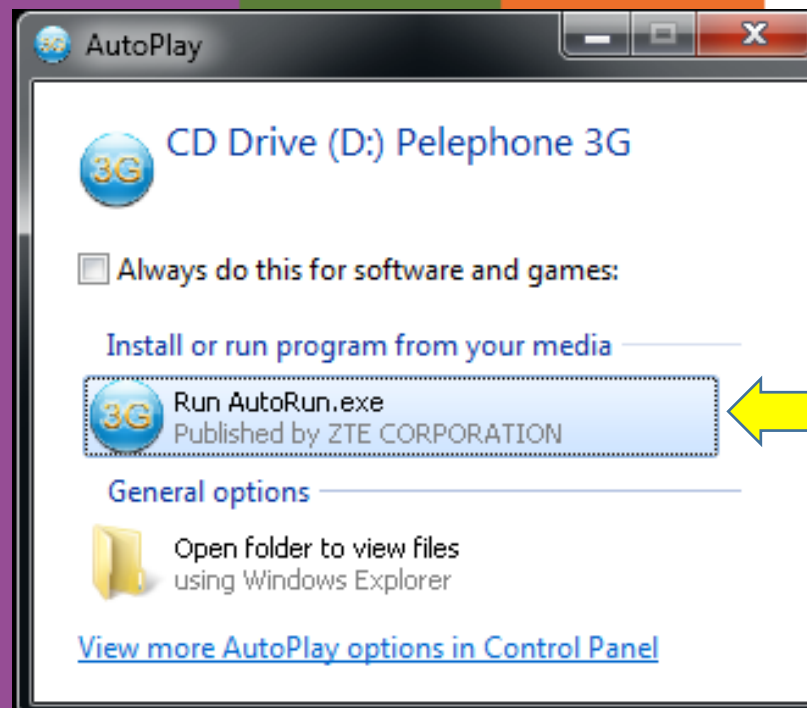 3G AutoPlay
CD Drive (D:) Pelephone 3G
3G
Always do this for software and games:
Install or run program from your media
3G Run AutoRun.exe
Published by ZTE CORPORATION
General options
Open folder to view files
using Windows Explorer
View more AutoPlay options in Control Panel